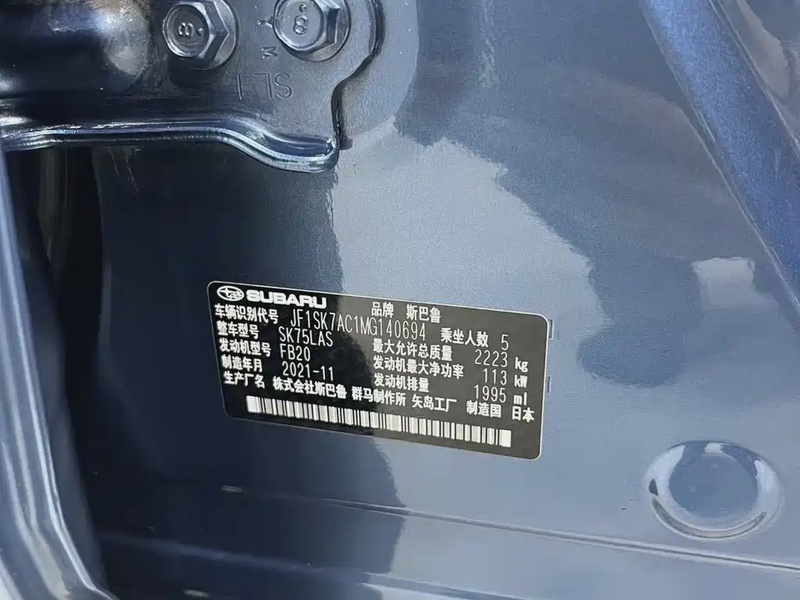 8
8
Y
M
SL1
SUBARU 品牌 斯巴鲁
车辆识别代号 JF1SK7AC1MG140694 乘坐人数 5
整车型号 SK75LAS 最大允许总质量 2223 kg
发动机型号 FB20 发动机最大净功率 113 kW
制造年月 2021-11 发动机排量 1995 ml
生产厂名 株式会社斯巴鲁 群马制作所 矢岛工厂 制造国 日本